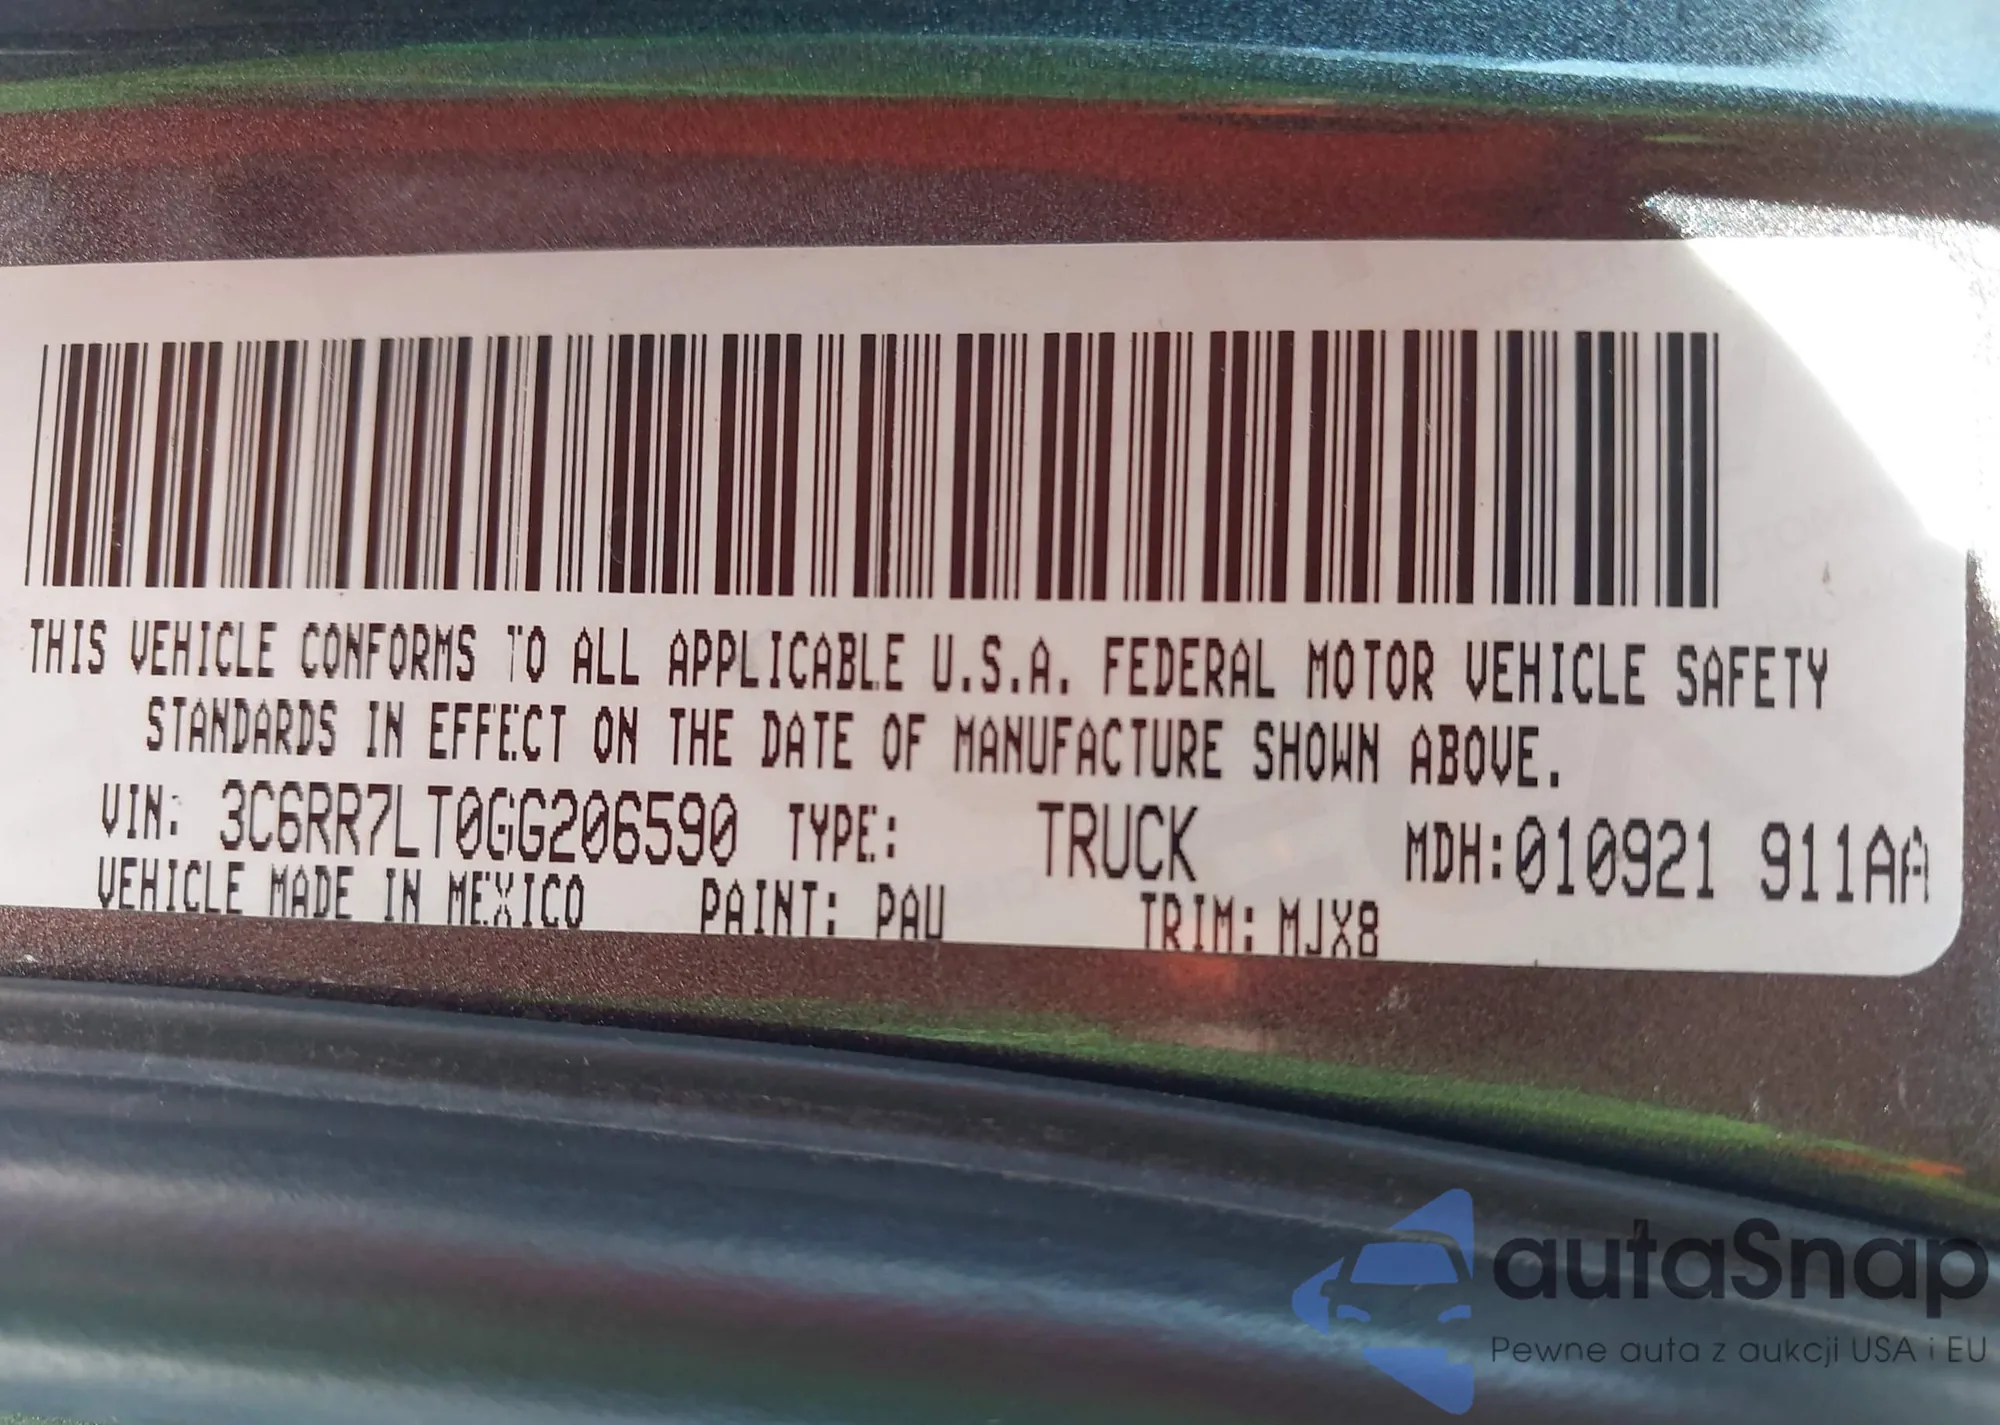 THIS VEHICLE CONFORMS TO ALL APPLICABLE U.S.A. FEDERAL MOTOR VEHICLE SAFETY
STANDARDS IN EFFECT ON THE DATE OF MANUFACTURE SHOWN ABOVE.
VIN: 3C6RR7LT0GG206590 TYPE: TRUCK MDH:010921 911AA
VEHICLE MADE IN MEXICO PAINT: PAU TRIM: MJX8
autaSnap
Pewne auta z aukcji USA i EU